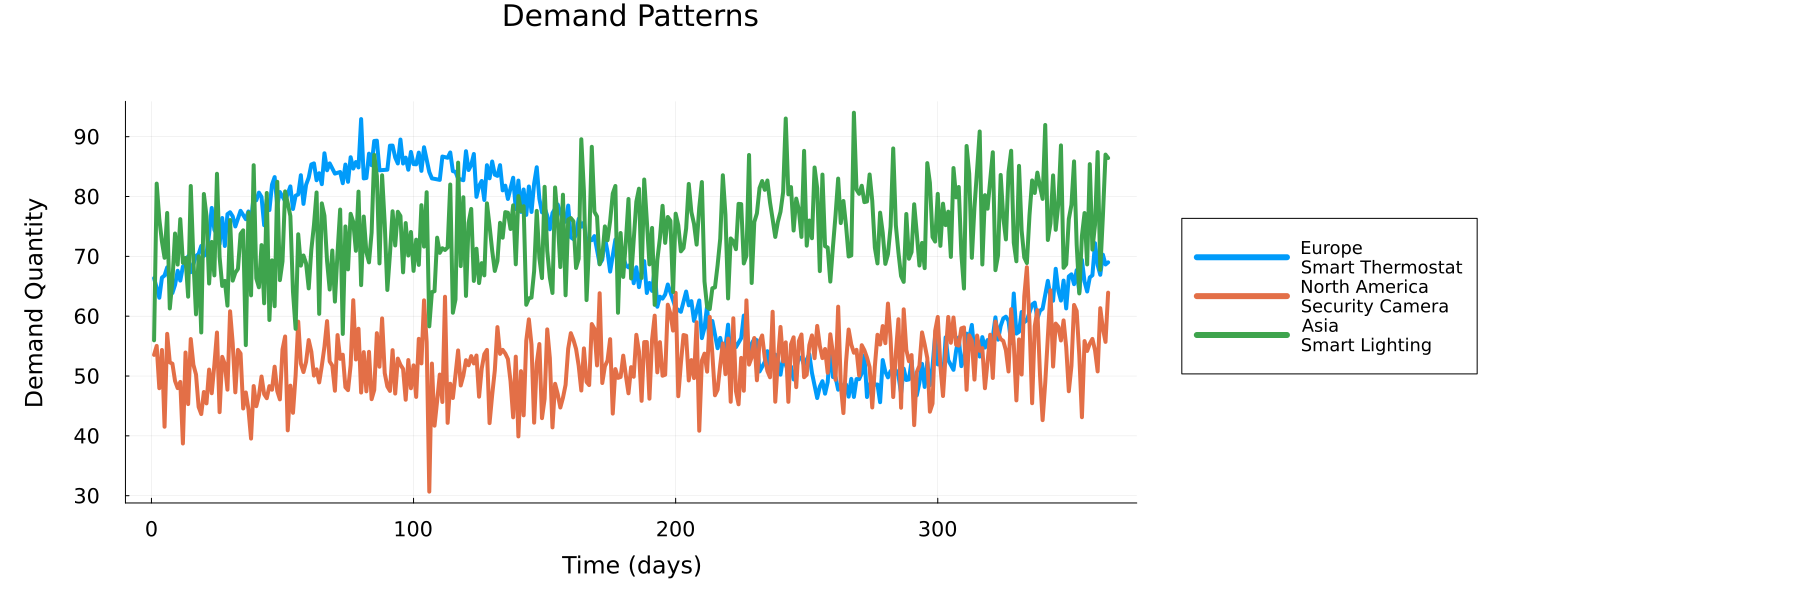 Demand Patterns
Demand Quantity
90
80
70
60
50
40
30
0
100
200
300
Time (days)
Europe
Smart Thermostat
North America
Security Camera
Asia
Smart Lighting